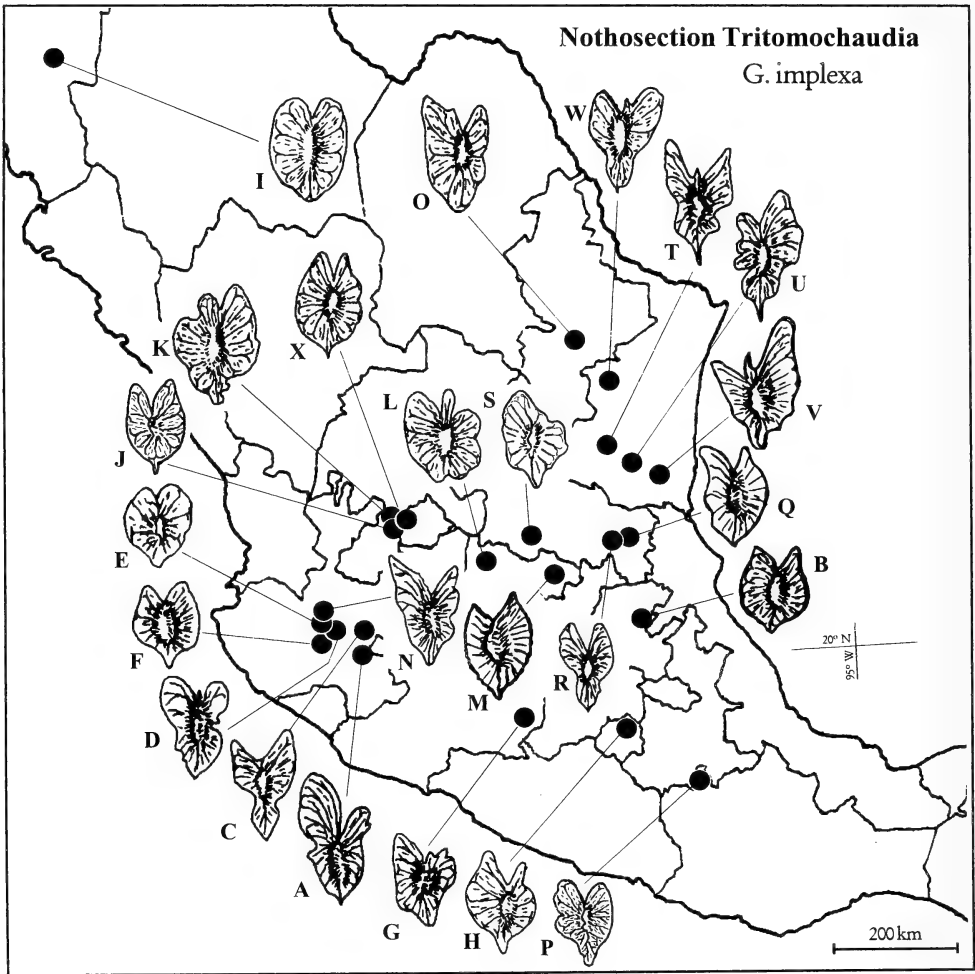 Nothosection Tritomochaudia
G. implexa
W
I
O
T
U
K
X
L
S
V
J
Q
E
B
20° N
95° W
F
N
R
M
D
C
A
G
H
P
200 km